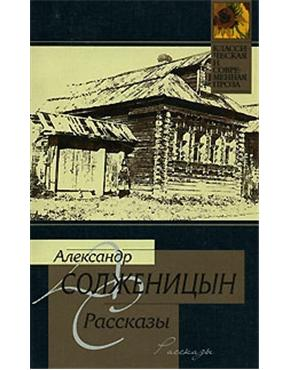 КЛАССИ
ЧЕСКАЯ И
СОВРЕ
МЕННАЯ
ПРОЗА
Александр
СОЛЖЕНИЦЫН
Рассказы
Рассказы